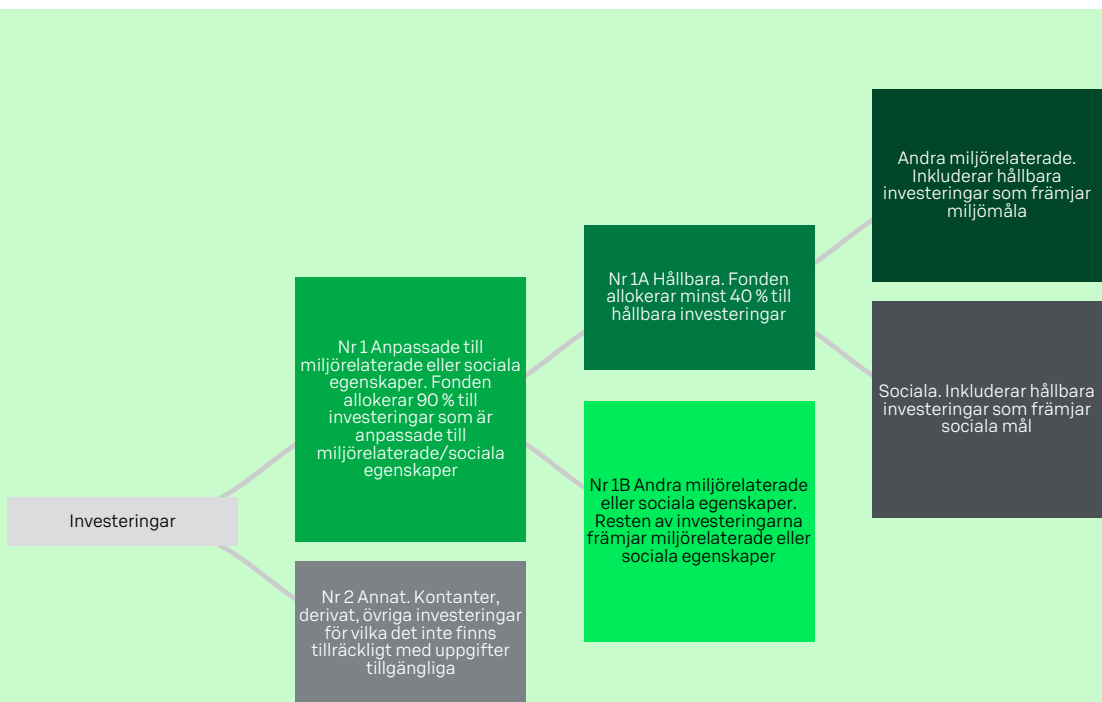 Investeringar
Nr 1 Anpassade till
miljörelaterade eller sociala
egenskaper. Fonden
allokerar 90 % till
investeringar som är
anpassade till
miljörelaterade/sociala
egenskaper
Nr 2 Annat. Kontanter,
derivat, övriga investeringar
för vilka det inte finns
tillräckligt med uppgifter
tillgängliga
Nr 1A Hållbara. Fonden
allokerar minst 40 % till
hållbara investeringar
Nr 1B Andra miljörelaterade
eller sociala egenskaper.
Resten av investeringarna
främjar miljörelaterade eller
sociala egenskaper
Andra miljörelaterade.
Inkluderar hållbara
investeringar som främjar
miljömåla
Sociala. Inkluderar hållbara
investeringar som främjar
sociala mål